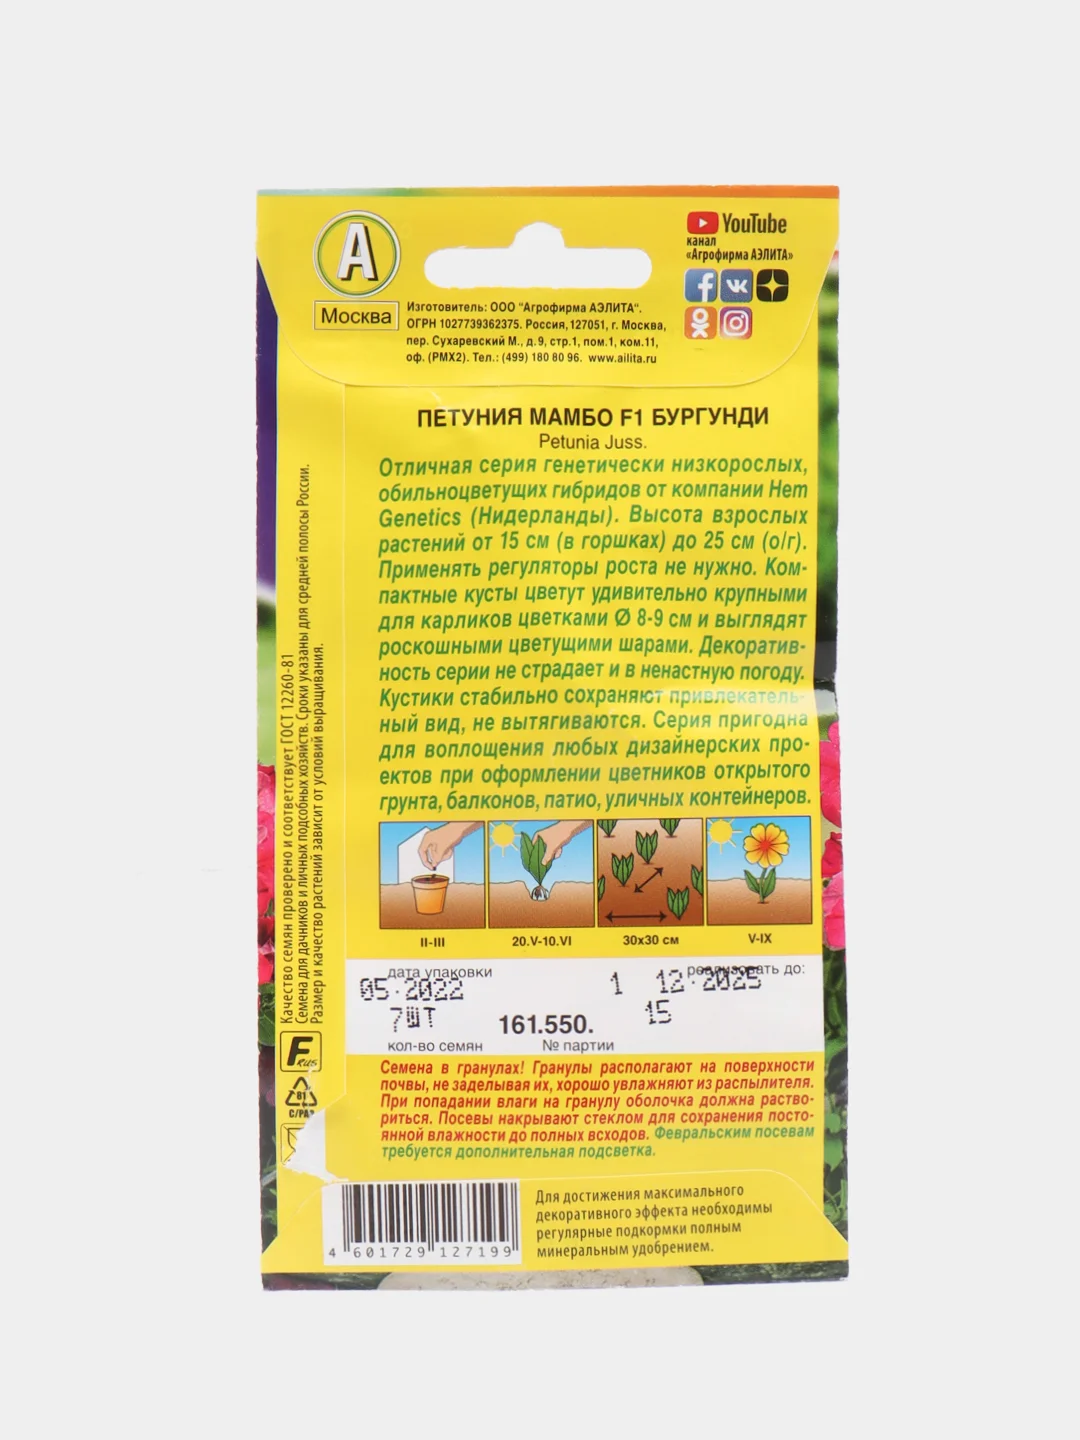 YouTube
канал
«Агрофирма АЭЛИТА»
А
Москва
Изготовитель: ООО "Агрофирма АЭЛИТА".
ОГРН 1027739362375. Россия,127051, г. Москва,
пер. Сухаревский М., д.9, стр.1, пом.1, ком.11,
оф. (РМХ2). Тел.: (499) 180 80 96. www.ailita.ru
ПЕТУНИЯ МАМБО F1 БУРГУНДИ
Petunia Juss.
Отличная серия генетически низкорослых,
обильноцветущих гибридов от компании Hem
Genetics (Нидерланды). Высота взрослых
растений от 15 см (в горшках) до 25 см (о/г).
Применять регуляторы роста не нужно. Ком-
пактные кусты цветут удивительно крупными
для карликов цветками Ø 8-9 см и выглядят
роскошными цветущими шарами. Декоратив-
ность серии не страдает и в ненастную погоду.
Кустики стабильно сохраняют привлекатель-
ный вид, не вытягиваются. Серия пригодна
для воплощения любых дизайнерских про-
ектов при оформлении цветников открытого
грунта, балконов, патио, уличных контейнеров.
II-III
20.V-10.VI
30х30 см
V-IX
дата упаковки
реализовать до:
05.2022
1
12.2025
7ШТ
161.550.
15
кол-во семян
№ партии
Семена в гранулах! Гранулы располагают на поверхности
почвы, не заделывая их, хорошо увлажняют из распылителя.
При попадании влаги на гранулу оболочка должна раство-
риться. Посевы накрывают стеклом для сохранения посто-
янной влажности до полных всходов. Февральским посевам
требуется дополнительная подсветка.
Качество семян проверено и соответствует ГОСТ 12260-81
Семена для дачников и личных подсобных хозяйств. Сроки указаны для средней полосы России.
Размер и качество растений зависит от условий выращивания.
F RUS
81
C/PAP
4 601729 127199
Для достижения максимального
декоративного эффекта необходимы
регулярные подкормки полным
минеральным удобрением.